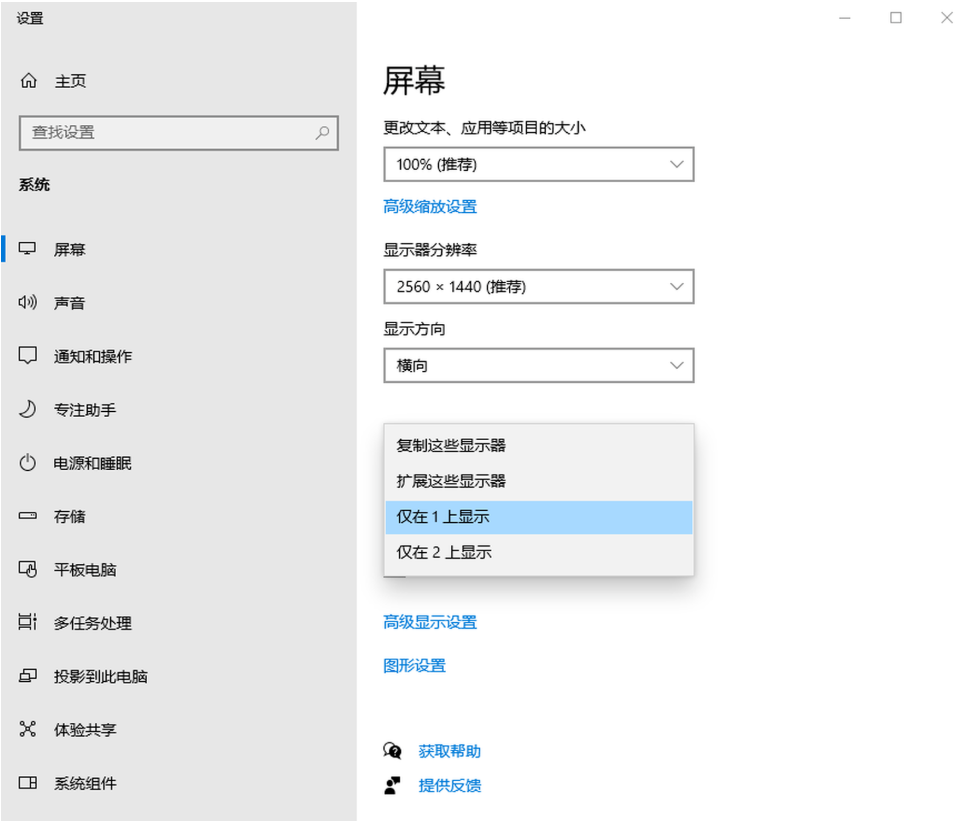 设置
主页
查找设置
系统
屏幕
声音
通知和操作
专注助手
电源和睡眠
存储
平板电脑
多任务处理
投影到此电脑
体验共享
系统组件
屏幕
更改文本、应用等项目的大小
100% (推荐)
高级缩放设置
显示器分辨率
2560 × 1440 (推荐)
显示方向
横向
复制这些显示器
扩展这些显示器
仅在 1 上显示
仅在 2 上显示
高级显示设置
图形设置
获取帮助
提供反馈